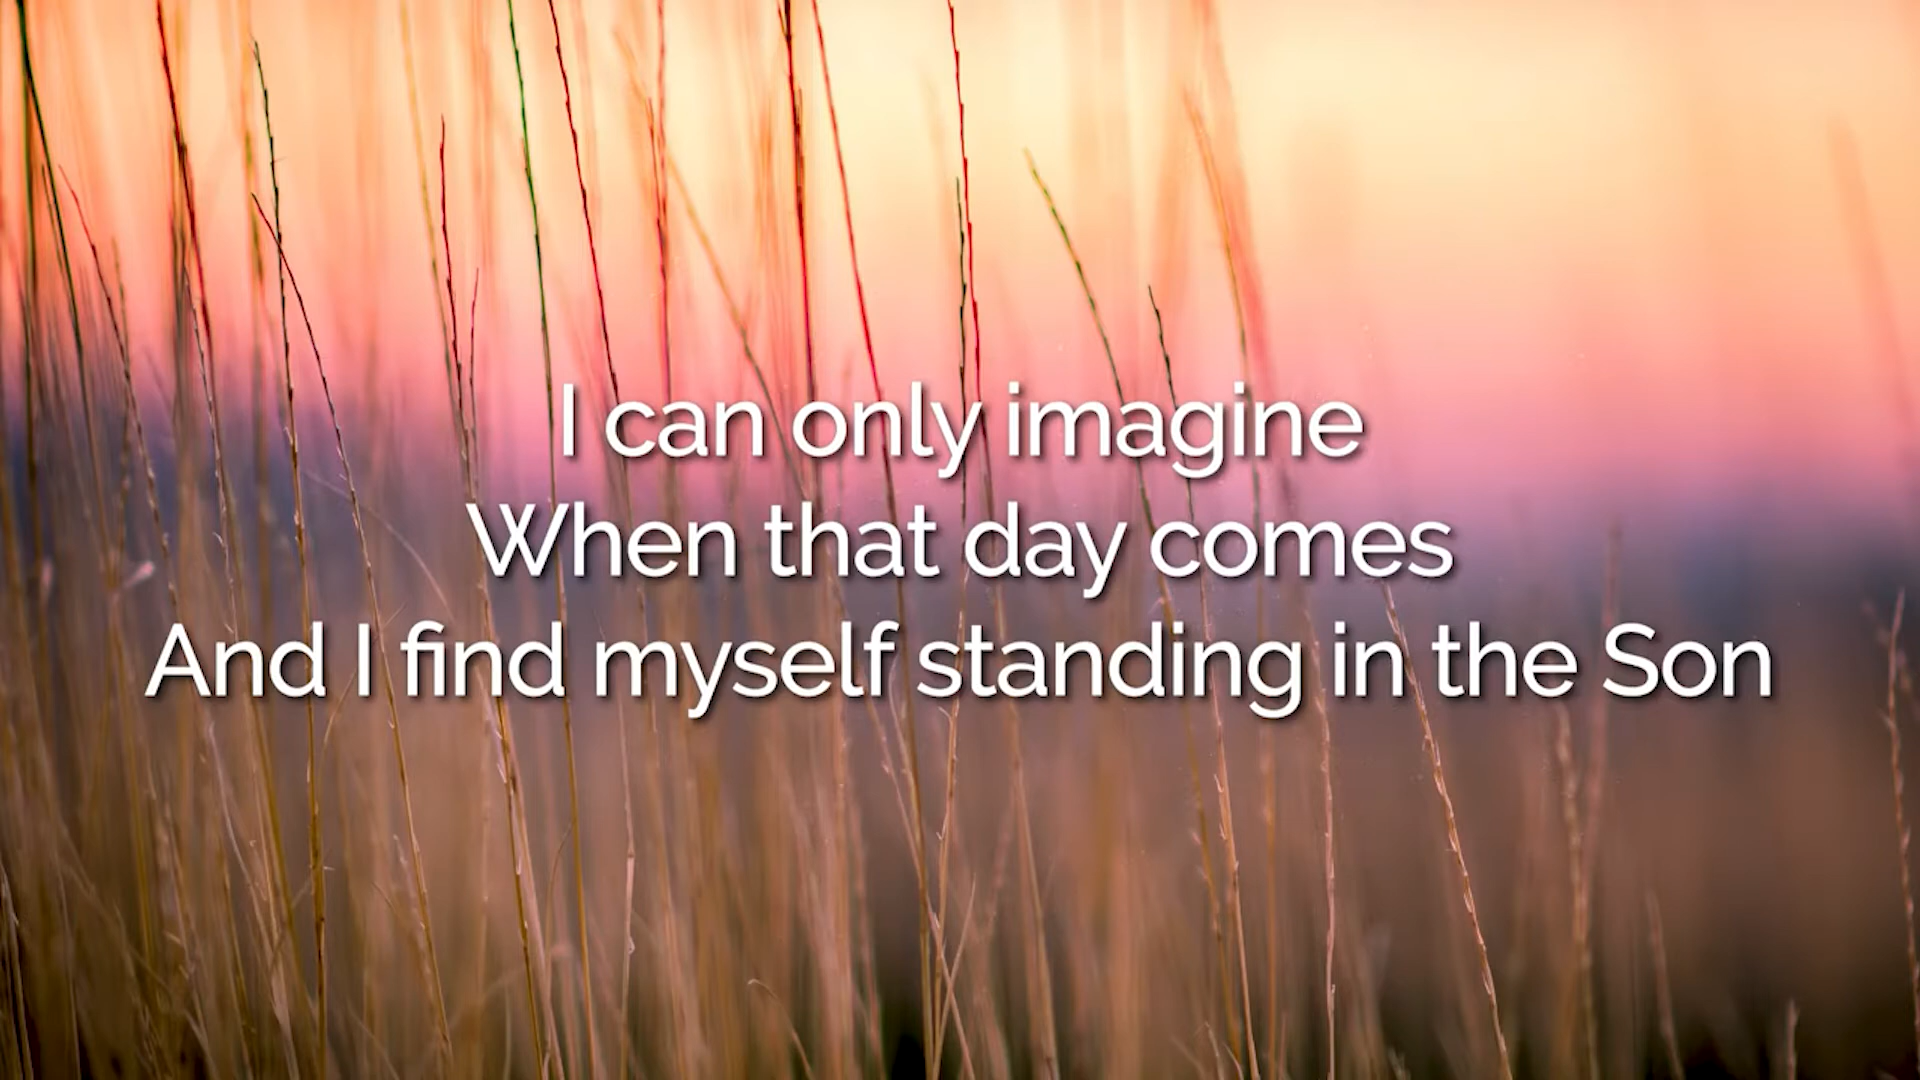 I can only imagine
When that day comes
And I find myself standing in the Son